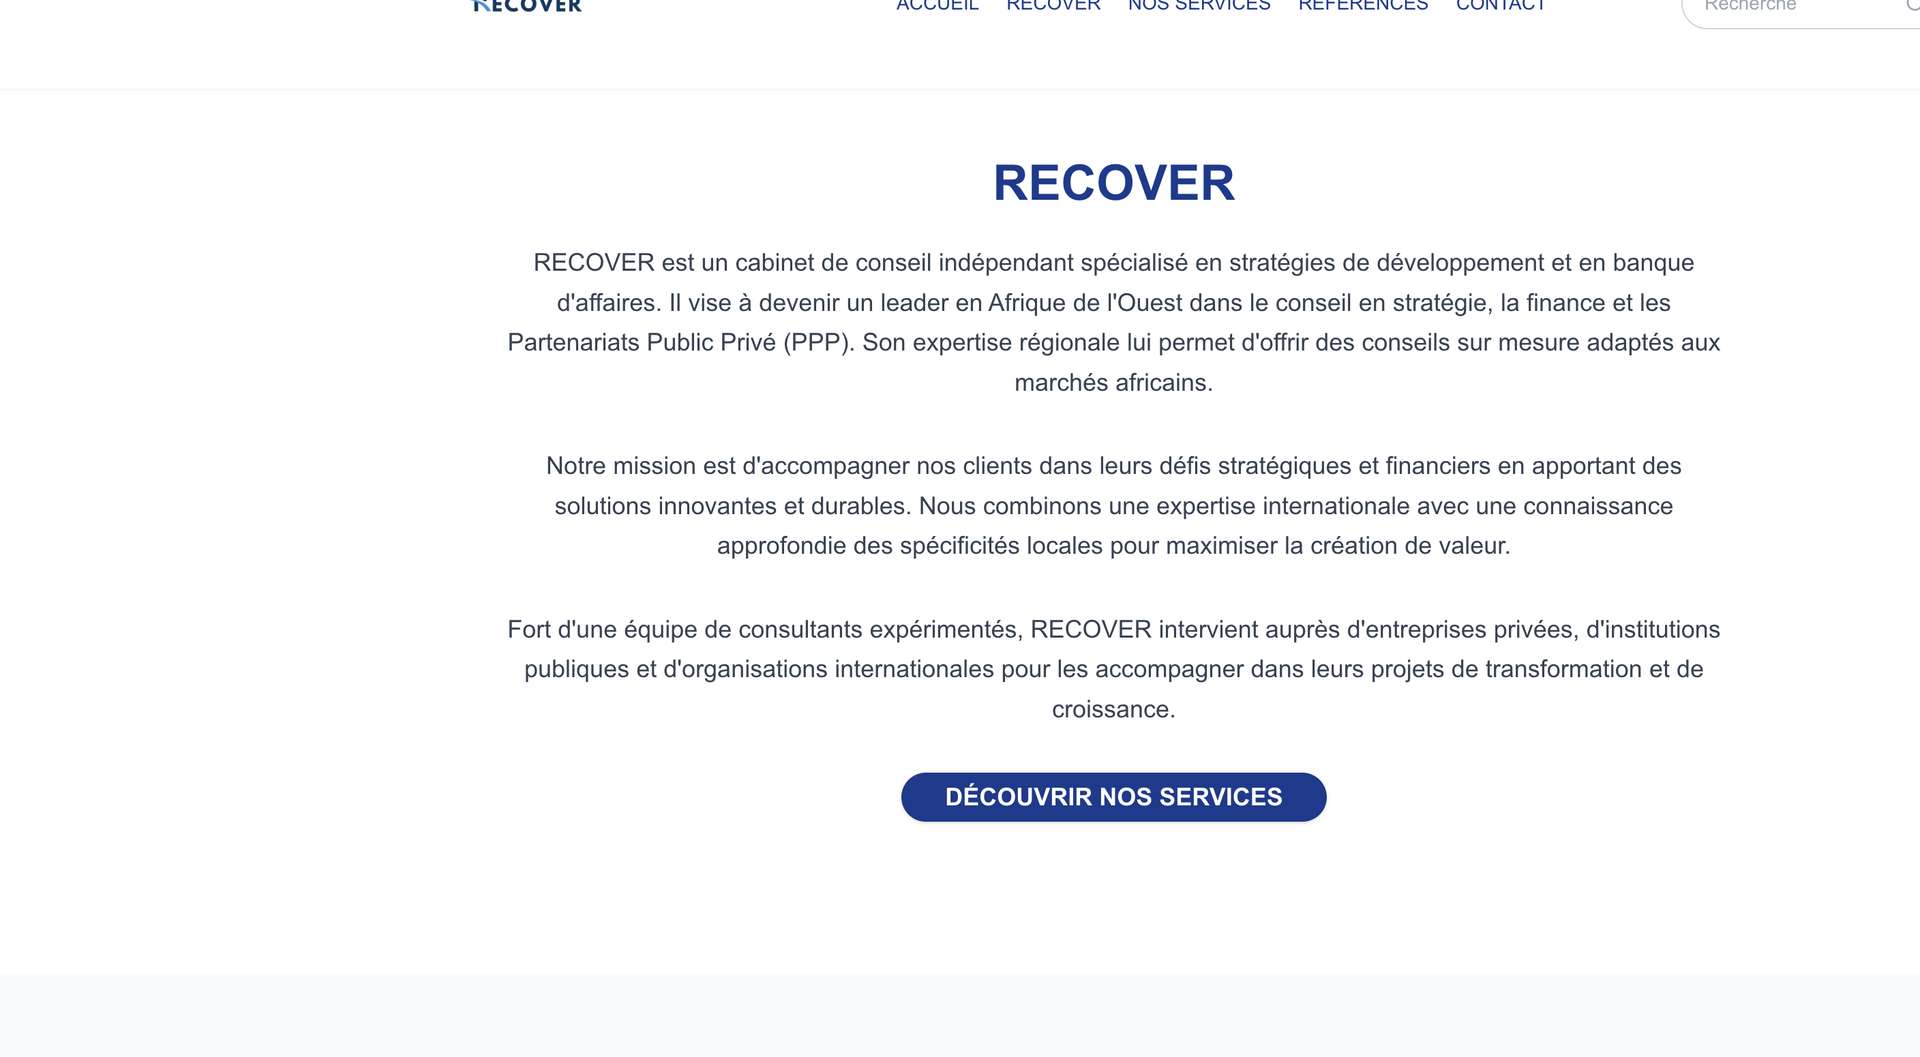 RECOVER
ACCUEIL RECOVER NOS SERVICES RÉFÉRENCES CONTACT
Recherche
RECOVER
RECOVER est un cabinet de conseil indépendant spécialisé en stratégies de développement et en banque
d'affaires. Il vise à devenir un leader en Afrique de l'Ouest dans le conseil en stratégie, la finance et les
Partenariats Public Privé (PPP). Son expertise régionale lui permet d'offrir des conseils sur mesure adaptés aux
marchés africains.
Notre mission est d'accompagner nos clients dans leurs défis stratégiques et financiers en apportant des
solutions innovantes et durables. Nous combinons une expertise internationale avec une connaissance
approfondie des spécificités locales pour maximiser la création de valeur.
Fort d'une équipe de consultants expérimentés, RECOVER intervient auprès d'entreprises privées, d'institutions
publiques et d'organisations internationales pour les accompagner dans leurs projets de transformation et de
croissance.
DÉCOUVRIR NOS SERVICES